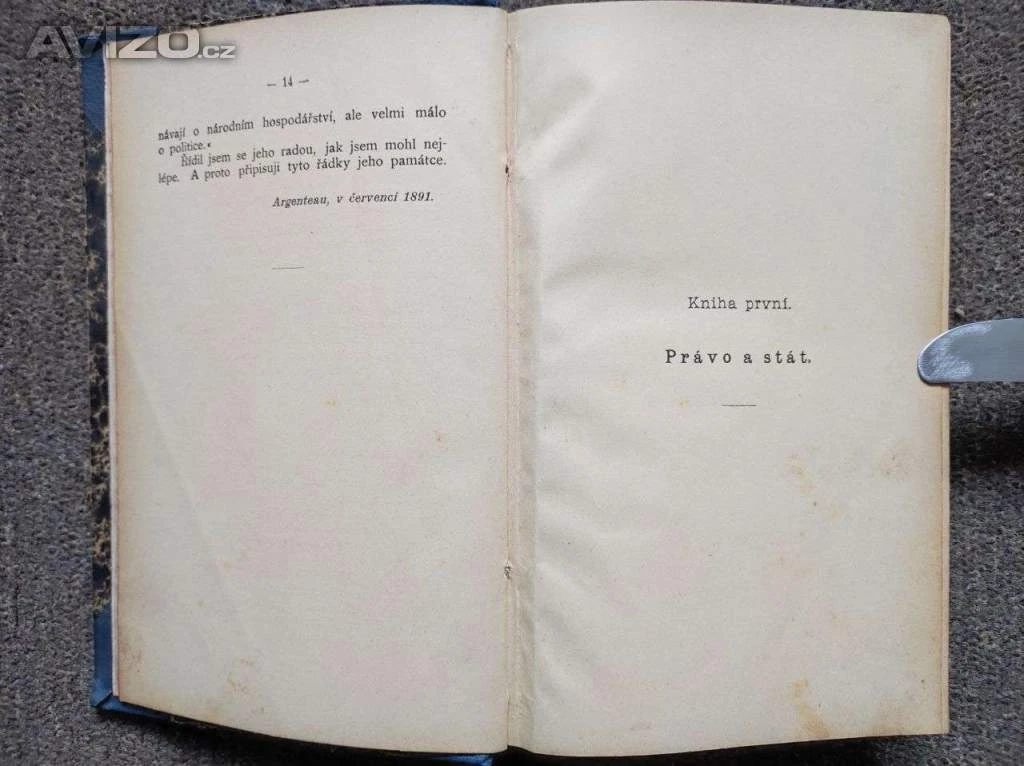 AVIZO.cz
— 14 —
návají o národním hospodářství, ale velmi málo
o politice.“
Řídil jsem se jeho radou, jak jsem mohl nej-
lépe. A proto připisuji tyto řádky jeho památce.
Argenteau, v červenci 1891.
Kniha první.
Právo a stát.